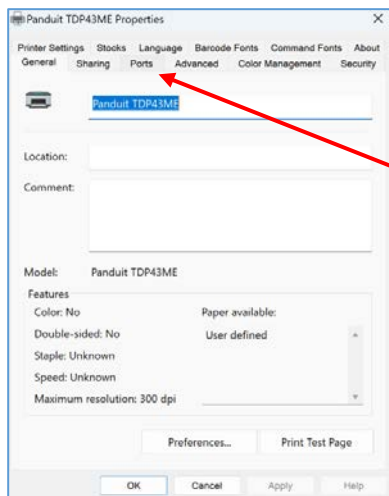 Panduit TDP43ME Properties
Printer Settings Stocks Language Barcode Fonts Command Fonts About
General Sharing Ports Advanced Color Management Security
Panduit TDP43ME
Location:
Comment:
Model: Panduit TDP43ME
Features
Color: No Paper available:
Double-sided: No User defined
Staple: Unknown
Speed: Unknown
Maximum resolution: 300 dpi
Preferences... Print Test Page
OK Cancel Apply Help